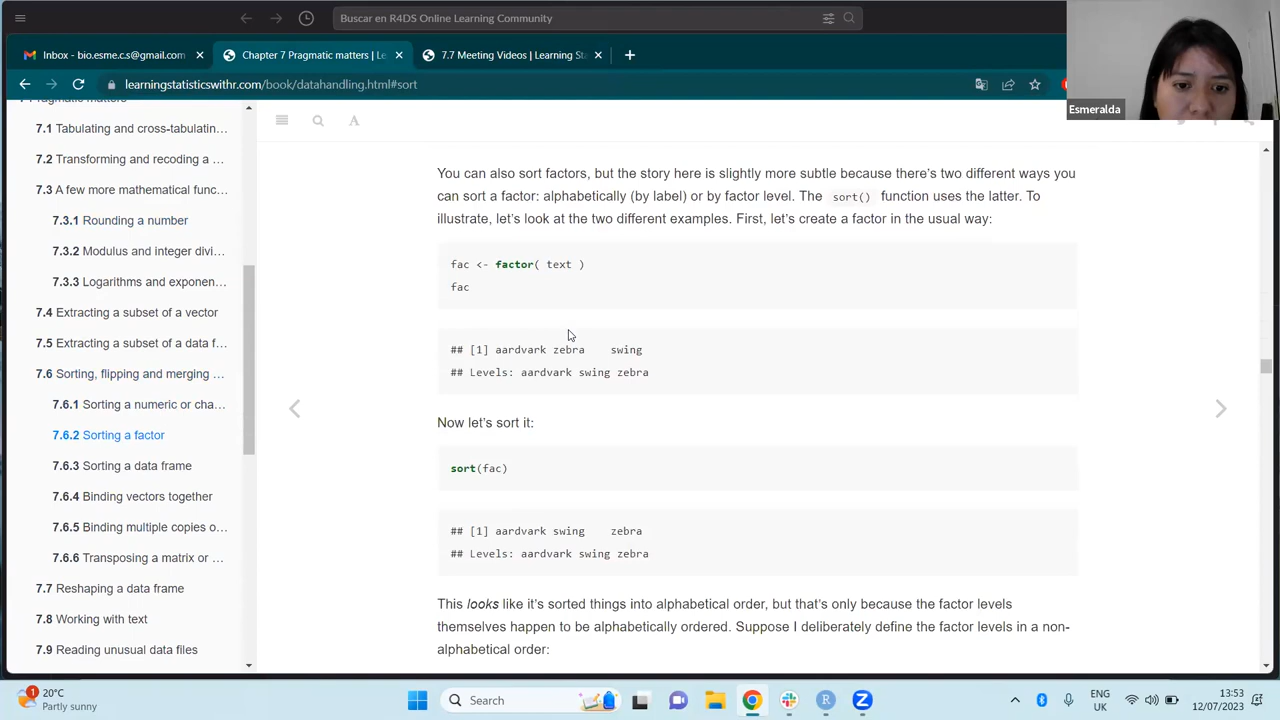 Buscar en R4DS Online Learning Community
Inbox - bio.esme.c.s@gmail.com
Chapter 7 Pragmatic matters | Le
7.7 Meeting Videos | Learning Sta
learningstatisticswithr.com/book/datahandling.html#sort
Esmeralda
7 Pragmatic matters
7.1 Tabulating and cross-tabulatin…
7.2 Transforming and recoding a …
7.3 A few more mathematical func…
7.3.1 Rounding a number
7.3.2 Modulus and integer divi…
7.3.3 Logarithms and exponen…
7.4 Extracting a subset of a vector
7.5 Extracting a subset of a data f…
7.6 Sorting, flipping and merging …
7.6.1 Sorting a numeric or cha…
7.6.2 Sorting a factor
7.6.3 Sorting a data frame
7.6.4 Binding vectors together
7.6.5 Binding multiple copies o…
7.6.6 Transposing a matrix or …
7.7 Reshaping a data frame
7.8 Working with text
7.9 Reading unusual data files
A
You can also sort factors, but the story here is slightly more subtle because there’s two different ways you
can sort a factor: alphabetically (by label) or by factor level. The sort() function uses the latter. To
illustrate, let’s look at the two different examples. First, let’s create a factor in the usual way:
fac <- factor( text )
fac
## [1] aardvark zebra    swing
## Levels: aardvark swing zebra
Now let’s sort it:
sort(fac)
## [1] aardvark swing    zebra
## Levels: aardvark swing zebra
This looks like it’s sorted things into alphabetical order, but that’s only because the factor levels
themselves happen to be alphabetically ordered. Suppose I deliberately define the factor levels in a non-
alphabetical order:
1
20°C
Partly sunny
Search
R
ENG
UK
13:53
12/07/2023